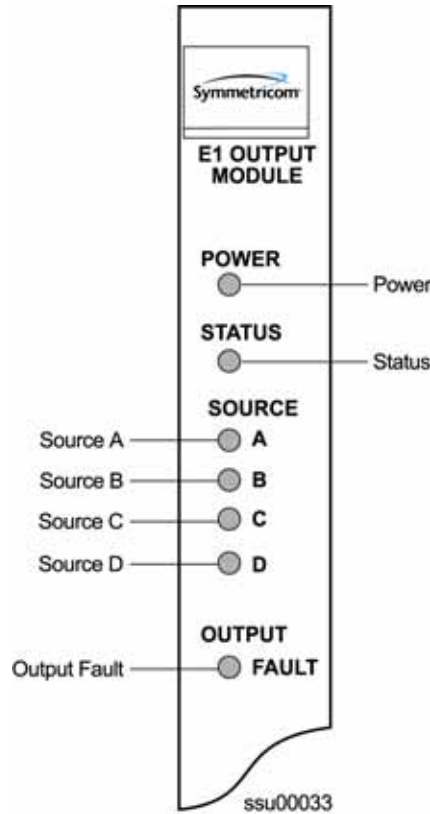 Symmetricom
E1 OUTPUT
MODULE
POWER
Power
STATUS
Status
SOURCE
Source A
A
Source B
B
Source C
C
Source D
D
OUTPUT
Output Fault
FAULT
ssu00033